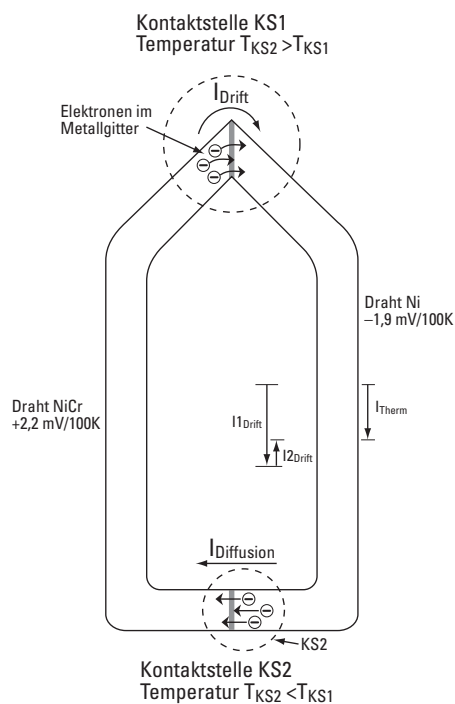 Kontaktstelle KS1
Temperatur TKS2 >TKS1
IDrift
Elektronen im
Metallgitter
Draht Ni
–1,9 mV/100K
Draht NiCr
+2,2 mV/100K
I1Drift
I2Drift
ITherm
IDiffusion
KS2
Kontaktstelle KS2
Temperatur TKS2 <TKS1